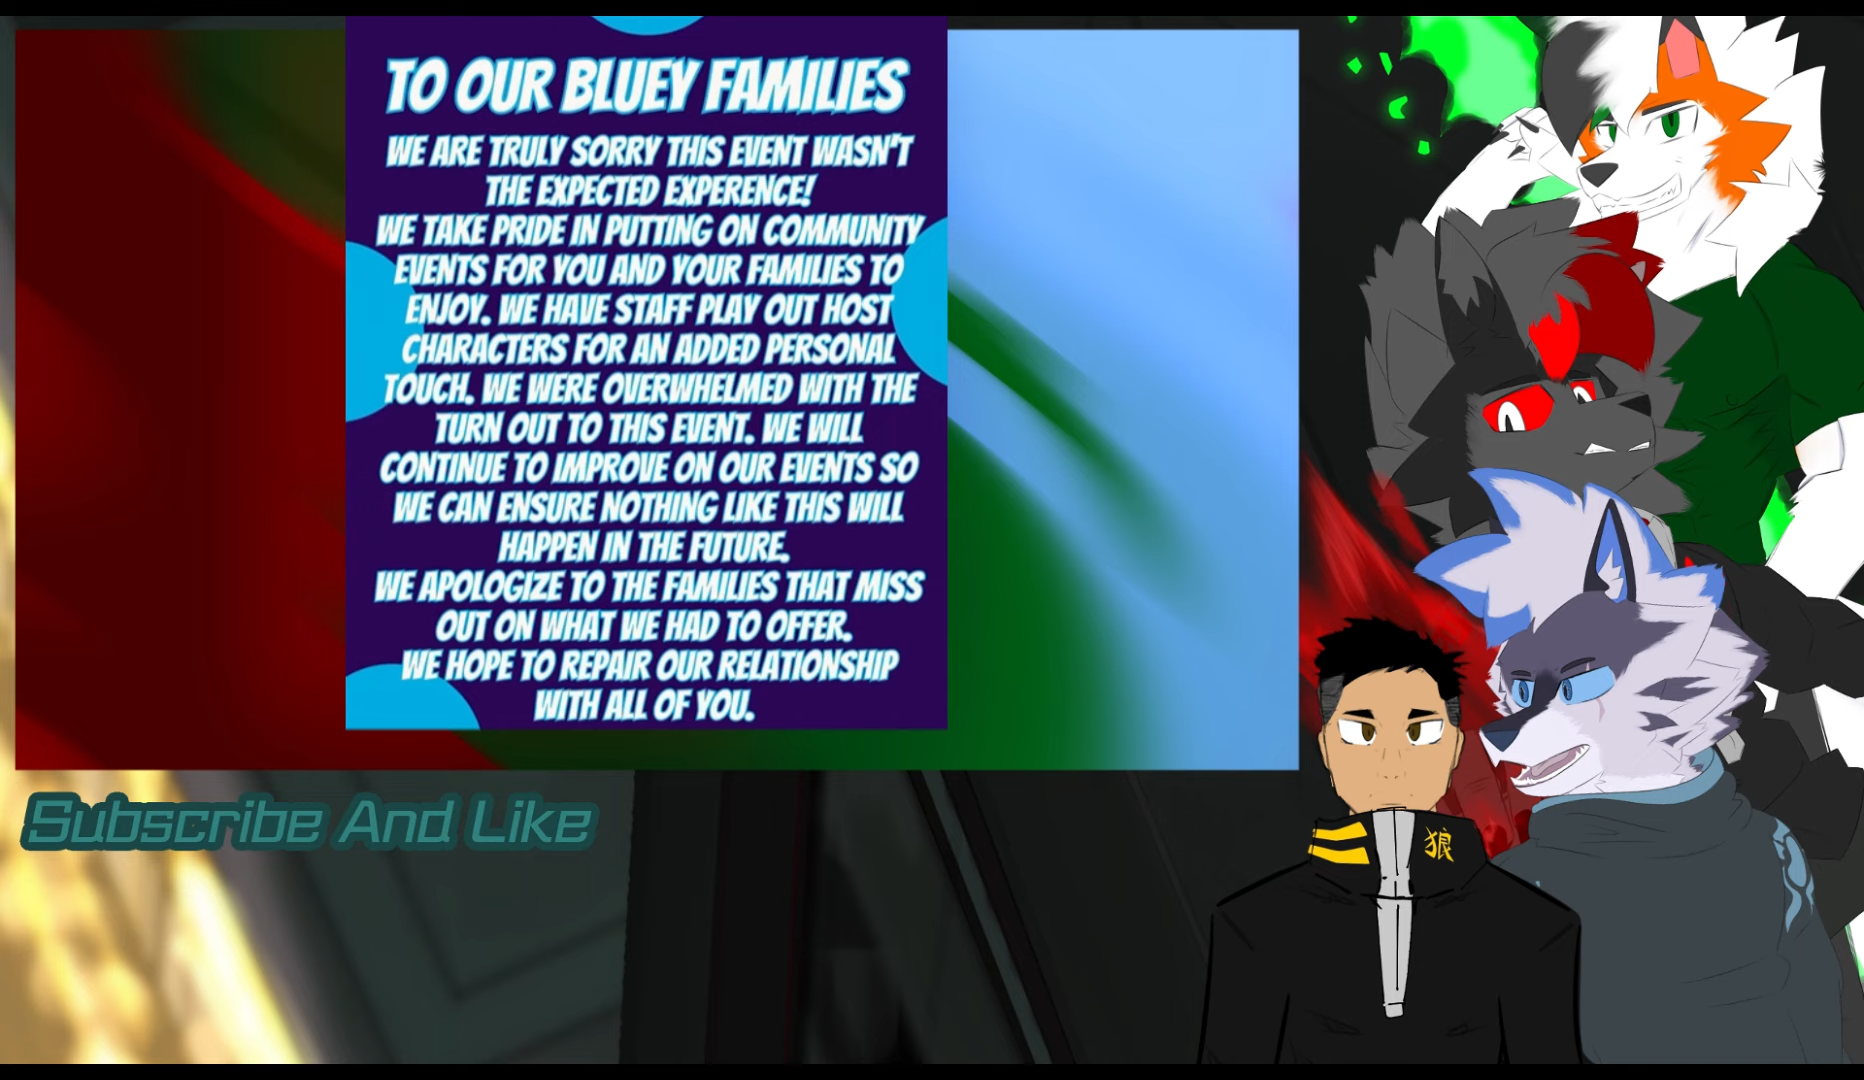 TO OUR BLUEY FAMILIES
WE ARE TRULY SORRY THIS EVENT WASN'T
THE EXPECTED EXPERENCE!
WE TAKE PRIDE IN PUTTING ON COMMUNITY
EVENTS FOR YOU AND YOUR FAMILIES TO
ENJOY. WE HAVE STAFF PLAY OUT HOST
CHARACTERS FOR AN ADDED PERSONAL
TOUCH. WE WERE OVERWHELMED WITH THE
TURN OUT TO THIS EVENT. WE WILL
CONTINUE TO IMPROVE ON OUR EVENTS SO
WE CAN ENSURE NOTHING LIKE THIS WILL
HAPPEN IN THE FUTURE.
WE APOLOGIZE TO THE FAMILIES THAT MISS
OUT ON WHAT WE HAD TO OFFER.
WE HOPE TO REPAIR OUR RELATIONSHIP
WITH ALL OF YOU.
Subscribe And Like
狼